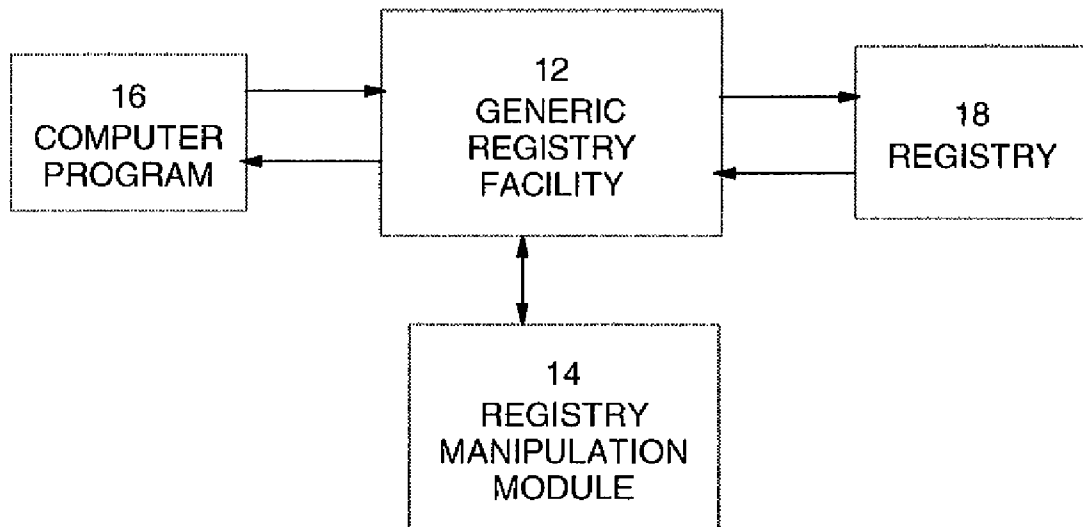 16
COMPUTER
PROGRAM
12
GENERIC
REGISTRY
FACILITY
18
REGISTRY
14
REGISTRY
MANIPULATION
MODULE